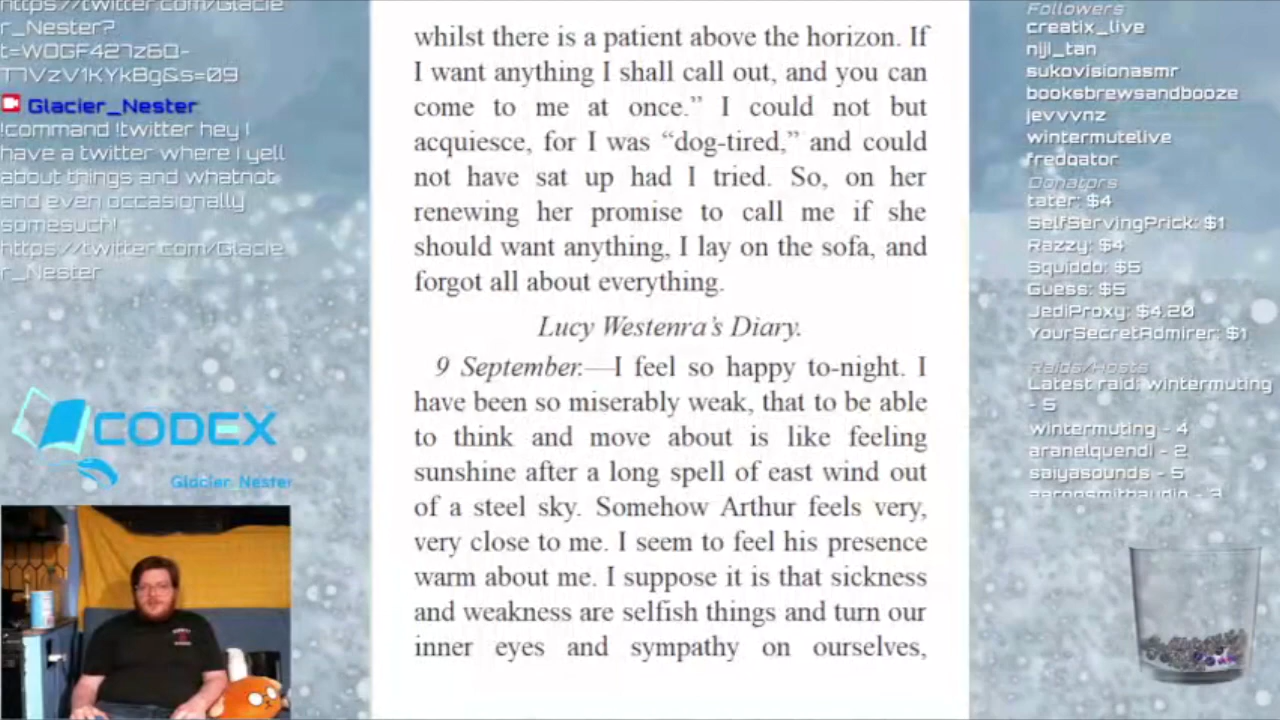 https://twitter.com/Glacie
r_Nester?
t=W0GF427z6Q-
T7VzV1KYkBg&s=09
Glacier_Nester
!command !twitter hey I
have a twitter where I yell
about things and whatnot
and even occasionally
somesuch!
https://twitter.com/Glacie
r_Nester
CODEX
Glacier Nester
whilst there is a patient above the horizon. If
I want anything I shall call out, and you can
come to me at once.” I could not but
acquiesce, for I was “dog-tired,” and could
not have sat up had I tried. So, on her
renewing her promise to call me if she
should want anything, I lay on the sofa, and
forgot all about everything.
Lucy Westenra’s Diary.
9 September.—I feel so happy to-night. I
have been so miserably weak, that to be able
to think and move about is like feeling
sunshine after a long spell of east wind out
of a steel sky. Somehow Arthur feels very,
very close to me. I seem to feel his presence
warm about me. I suppose it is that sickness
and weakness are selfish things and turn our
inner eyes and sympathy on ourselves,
Followers
creatix_live
niji_tan
sukovisionasmr
booksbrewsandbooze
jevvvnz
wintermutelive
fredgator
Donators
tater: $4
SelfServingPrick: $1
Razzy: $4
Squiddo: $5
Guess: $5
JediProxy: $4.20
YourSecretAdmirer: $1
Raids/Hosts
Latest raid: wintermuting
- 5
wintermuting - 4
aranelquendi - 2
saiyasounds - 5
aaronsmithaudio - 3